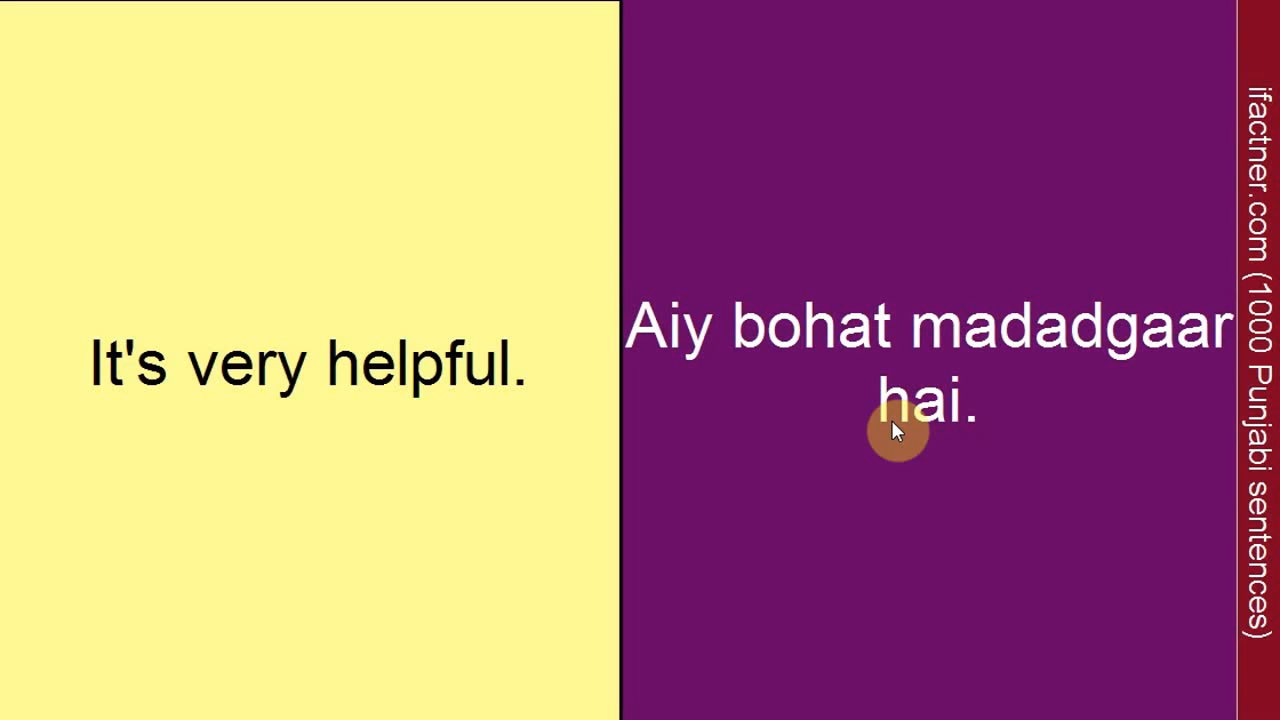 It's very helpful.
Aiy bohat madadgaar
hai.
ifactner.com (1000 Punjabi sentences)